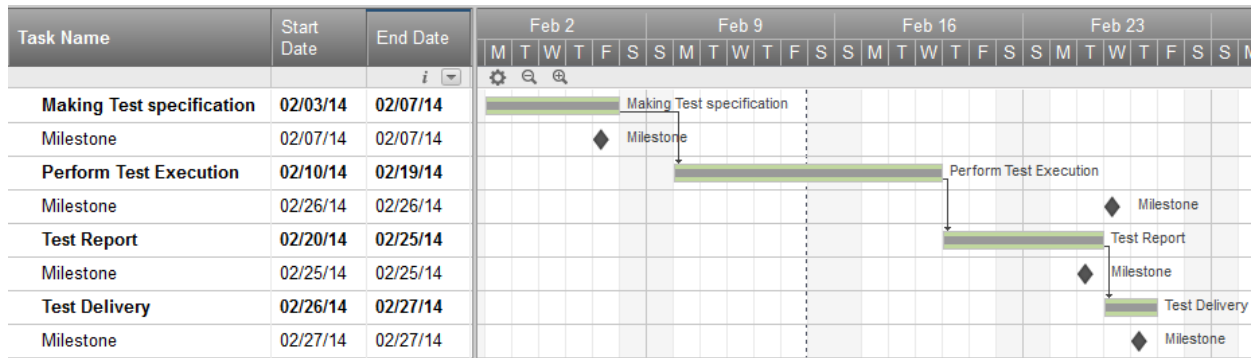 Task Name Start Date End Date Feb 2 Feb 9 Feb 16 Feb 23
M T W T F S S M T W T F S S M T W T F S S M T W T F S S M
i
Making Test specification 02/03/14 02/07/14 Making Test specification
Milestone 02/07/14 02/07/14 Milestone
Perform Test Execution 02/10/14 02/19/14 Perform Test Execution
Milestone 02/26/14 02/26/14 Milestone
Test Report 02/20/14 02/25/14 Test Report
Milestone 02/25/14 02/25/14 Milestone
Test Delivery 02/26/14 02/27/14 Test Delivery
Milestone 02/27/14 02/27/14 Milestone